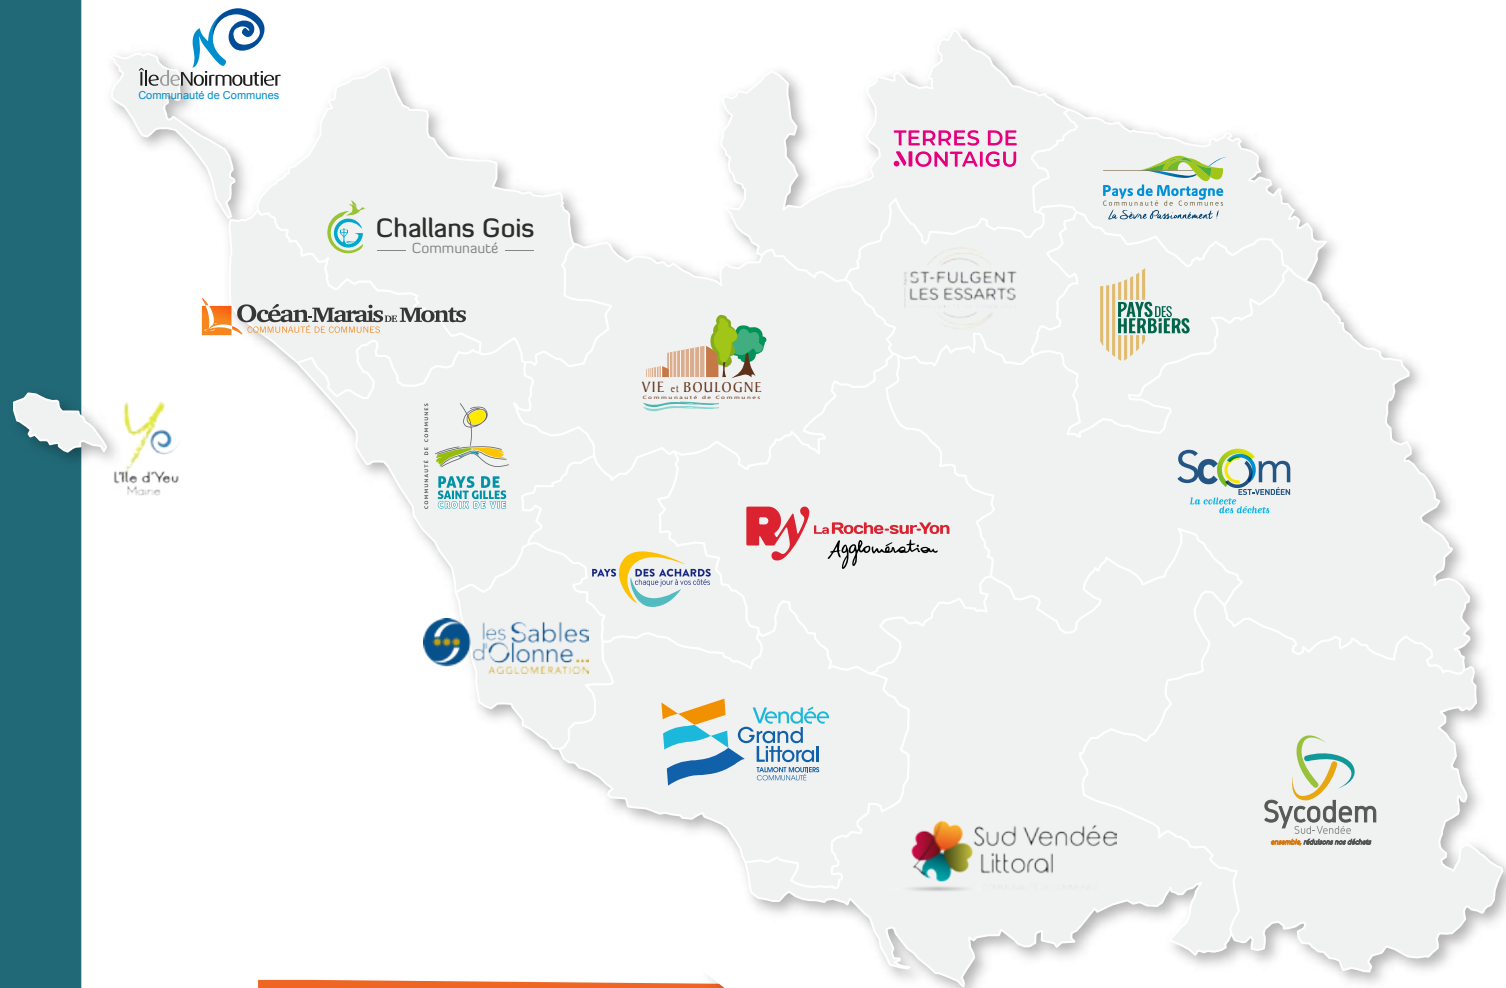 ÎledeNoirmoutier
Communauté de Communes
TERRES DE
MONTAIGU
Pays de Mortagne
Communauté de Communes
la Sèvre Passionnément !
Challans Gois
Communauté
ST-FULGENT
LES ESSARTS
PAYS DES
HERBiERS
Océan-Marais DE Monts
COMMUNAUTÉ DE COMMUNES
VIE et BOULOGNE
Communauté de Communes
L'île d'Yeu
Mairie
COMMUNAUTÉ DE COMMUNES
PAYS DE
SAINT GILLES
CROIX DE VIE
Scom
EST-VENDÉEN
La collecte
des déchets
Ry La Roche-sur-Yon
Agglomération
PAYS DES ACHARDS
chaque jour à vos côtés
les Sables
d'Olonne...
AGGLOMÉRATION
Vendée
Grand
Littoral
TALMONT MOUTIERS
COMMUNAUTÉ
Sycodem
Sud-Vendée
ensemble, réduisons nos déchets
Sud Vendée
Littoral